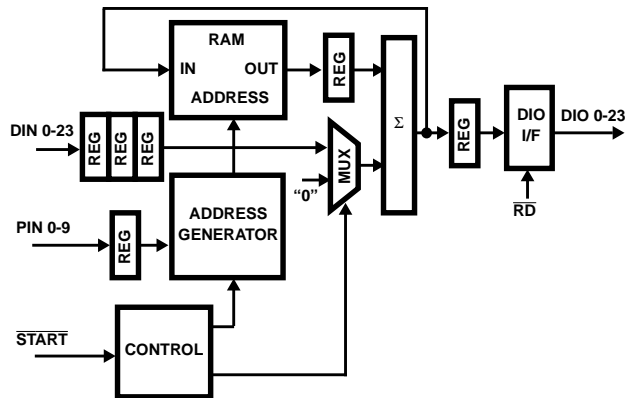 RAM
IN OUT
ADDRESS
REG
Σ
DIN 0-23
REG
REG
REG
MUX
“0”
REG
DIO
I/F
DIO 0-23
RD
ADDRESS
GENERATOR
PIN 0-9
REG
START
CONTROL